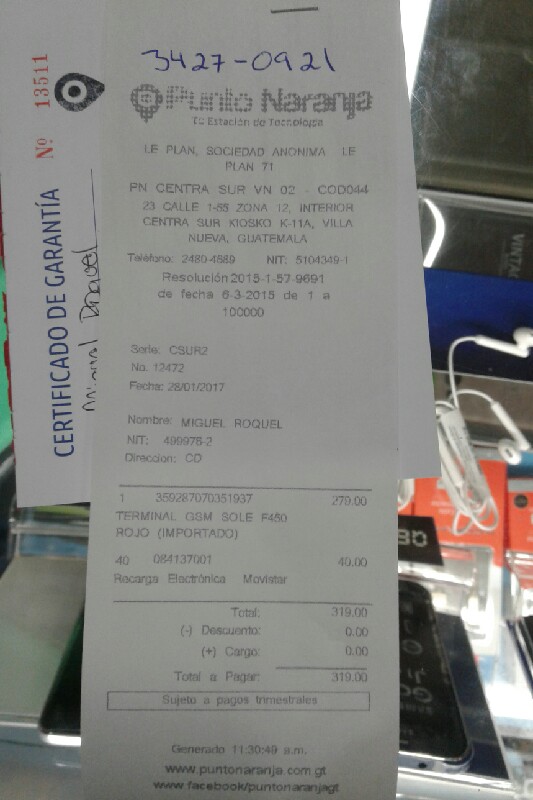 3427-0921
Punto Naranja
Tu Estación de Tecnología
LE PLAN, SOCIEDAD ANONIMA LE
PLAN 71
PN CENTRA SUR VN 02 - COD044
23 CALLE 1-55 ZONA 12, INTERIOR
CENTRA SUR KIOSKO K-11A, VILLA
NUEVA, GUATEMALA
Teléfono: 2480-4689 NIT: 5104349-1
Resolución 2015-1-57-9691
de fecha 6-3-2015 de 1 a
100000
Serie: CSUR2
No. 12472
Fecha: 28/01/2017
Nombre: MIGUEL ROQUEL
NIT: 499976-2
Direccion: CD
1 359287070351937 279.00
TERMINAL GSM SOLE F450
ROJO (IMPORTADO)
40 084137001 40.00
Recarga Electrónica Movistar
Total: 319.00
(-) Descuento: 0.00
(+) Cargo: 0.00
Total a Pagar: 319.00
Sujeto a pagos trimestrales
Generado 11:30:49 a.m.
www.puntonaranja.com.gt
www.facebook/puntonaranjagt
CERTIFICADO DE GARANTÍA Nº 13511
Miguel